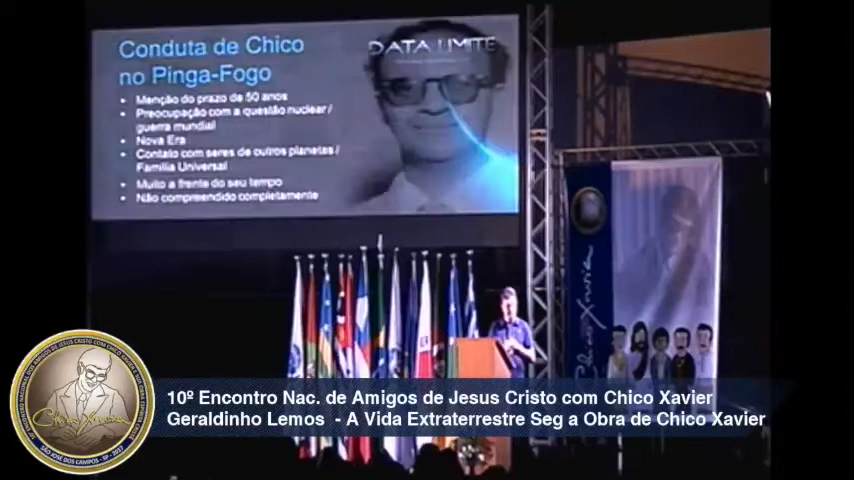 Conduta de Chico
no Pinga-Fogo
DATA LIMITE
• Menção do prazo de 50 anos
• Preocupação com a questão nuclear /
guerra mundial
• Nova Era
• Contato com seres de outros planetas /
Família Universal
• Muito a frente do seu tempo
• Não compreendido completamente
Chico Xavier
10º Encontro Nac. de Amigos de Jesus Cristo com Chico Xavier
Geraldinho Lemos - A Vida Extraterrestre Seg a Obra de Chico Xavier
Chico Xavier
SÃO JOSÉ DOS CAMPOS - SP - 2017